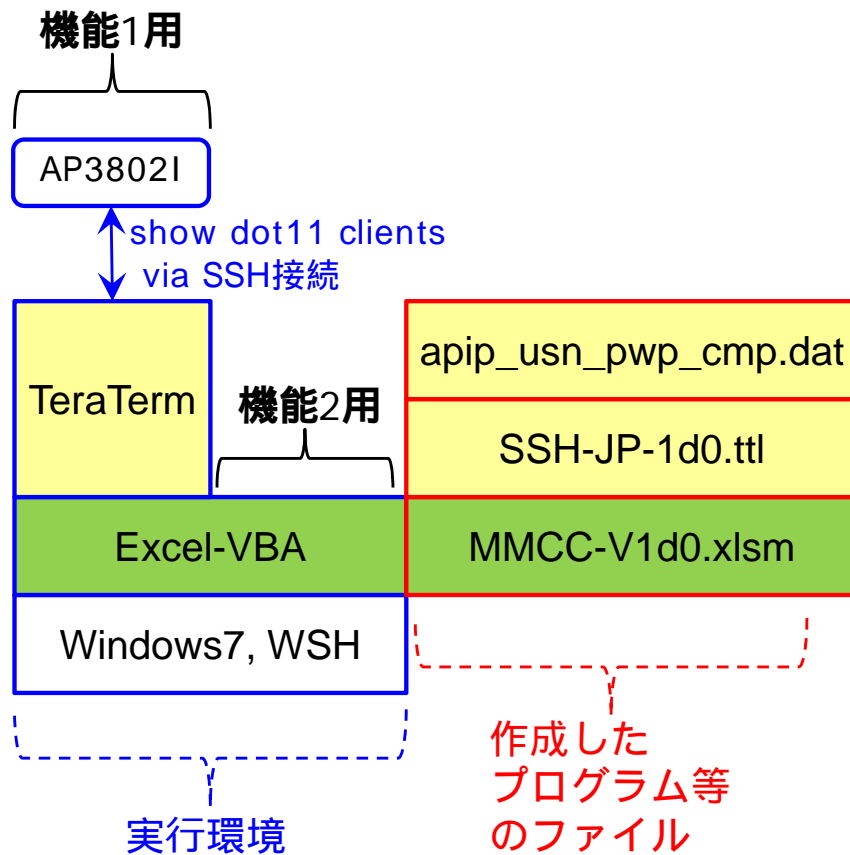 機能1用
AP3802I
show dot11 clients
via SSH接続
TeraTerm
機能2用
apip_usn_pwp_cmp.dat
SSH-JP-1d0.ttl
Excel-VBA
MMCC-V1d0.xlsm
Windows7, WSH
実行環境
作成した
プログラム等
のファイル